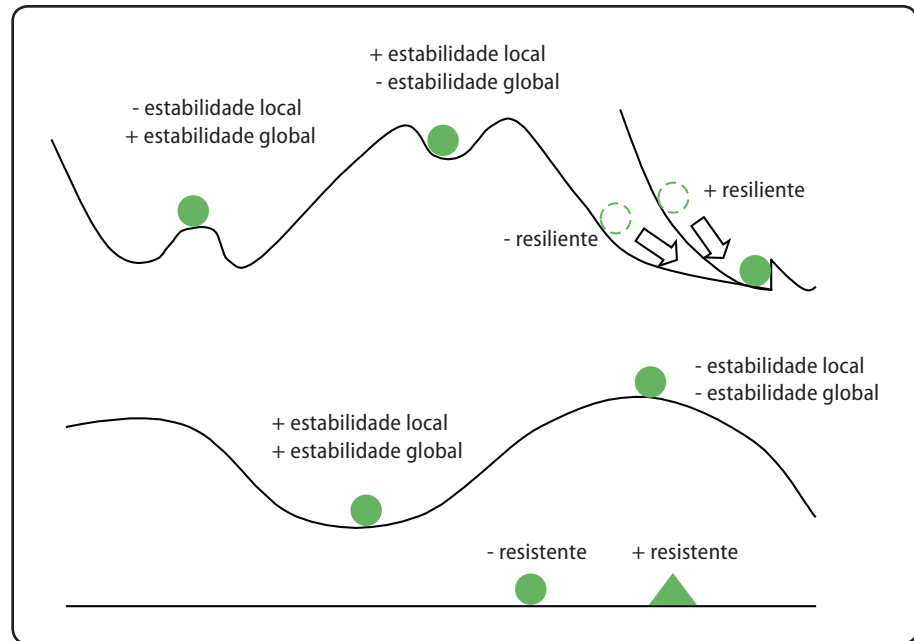 + estabilidade local
- estabilidade global
- estabilidade local
+ estabilidade global
+ resiliente
- resiliente
- estabilidade local
- estabilidade global
+ estabilidade local
+ estabilidade global
- resistente
+ resistente